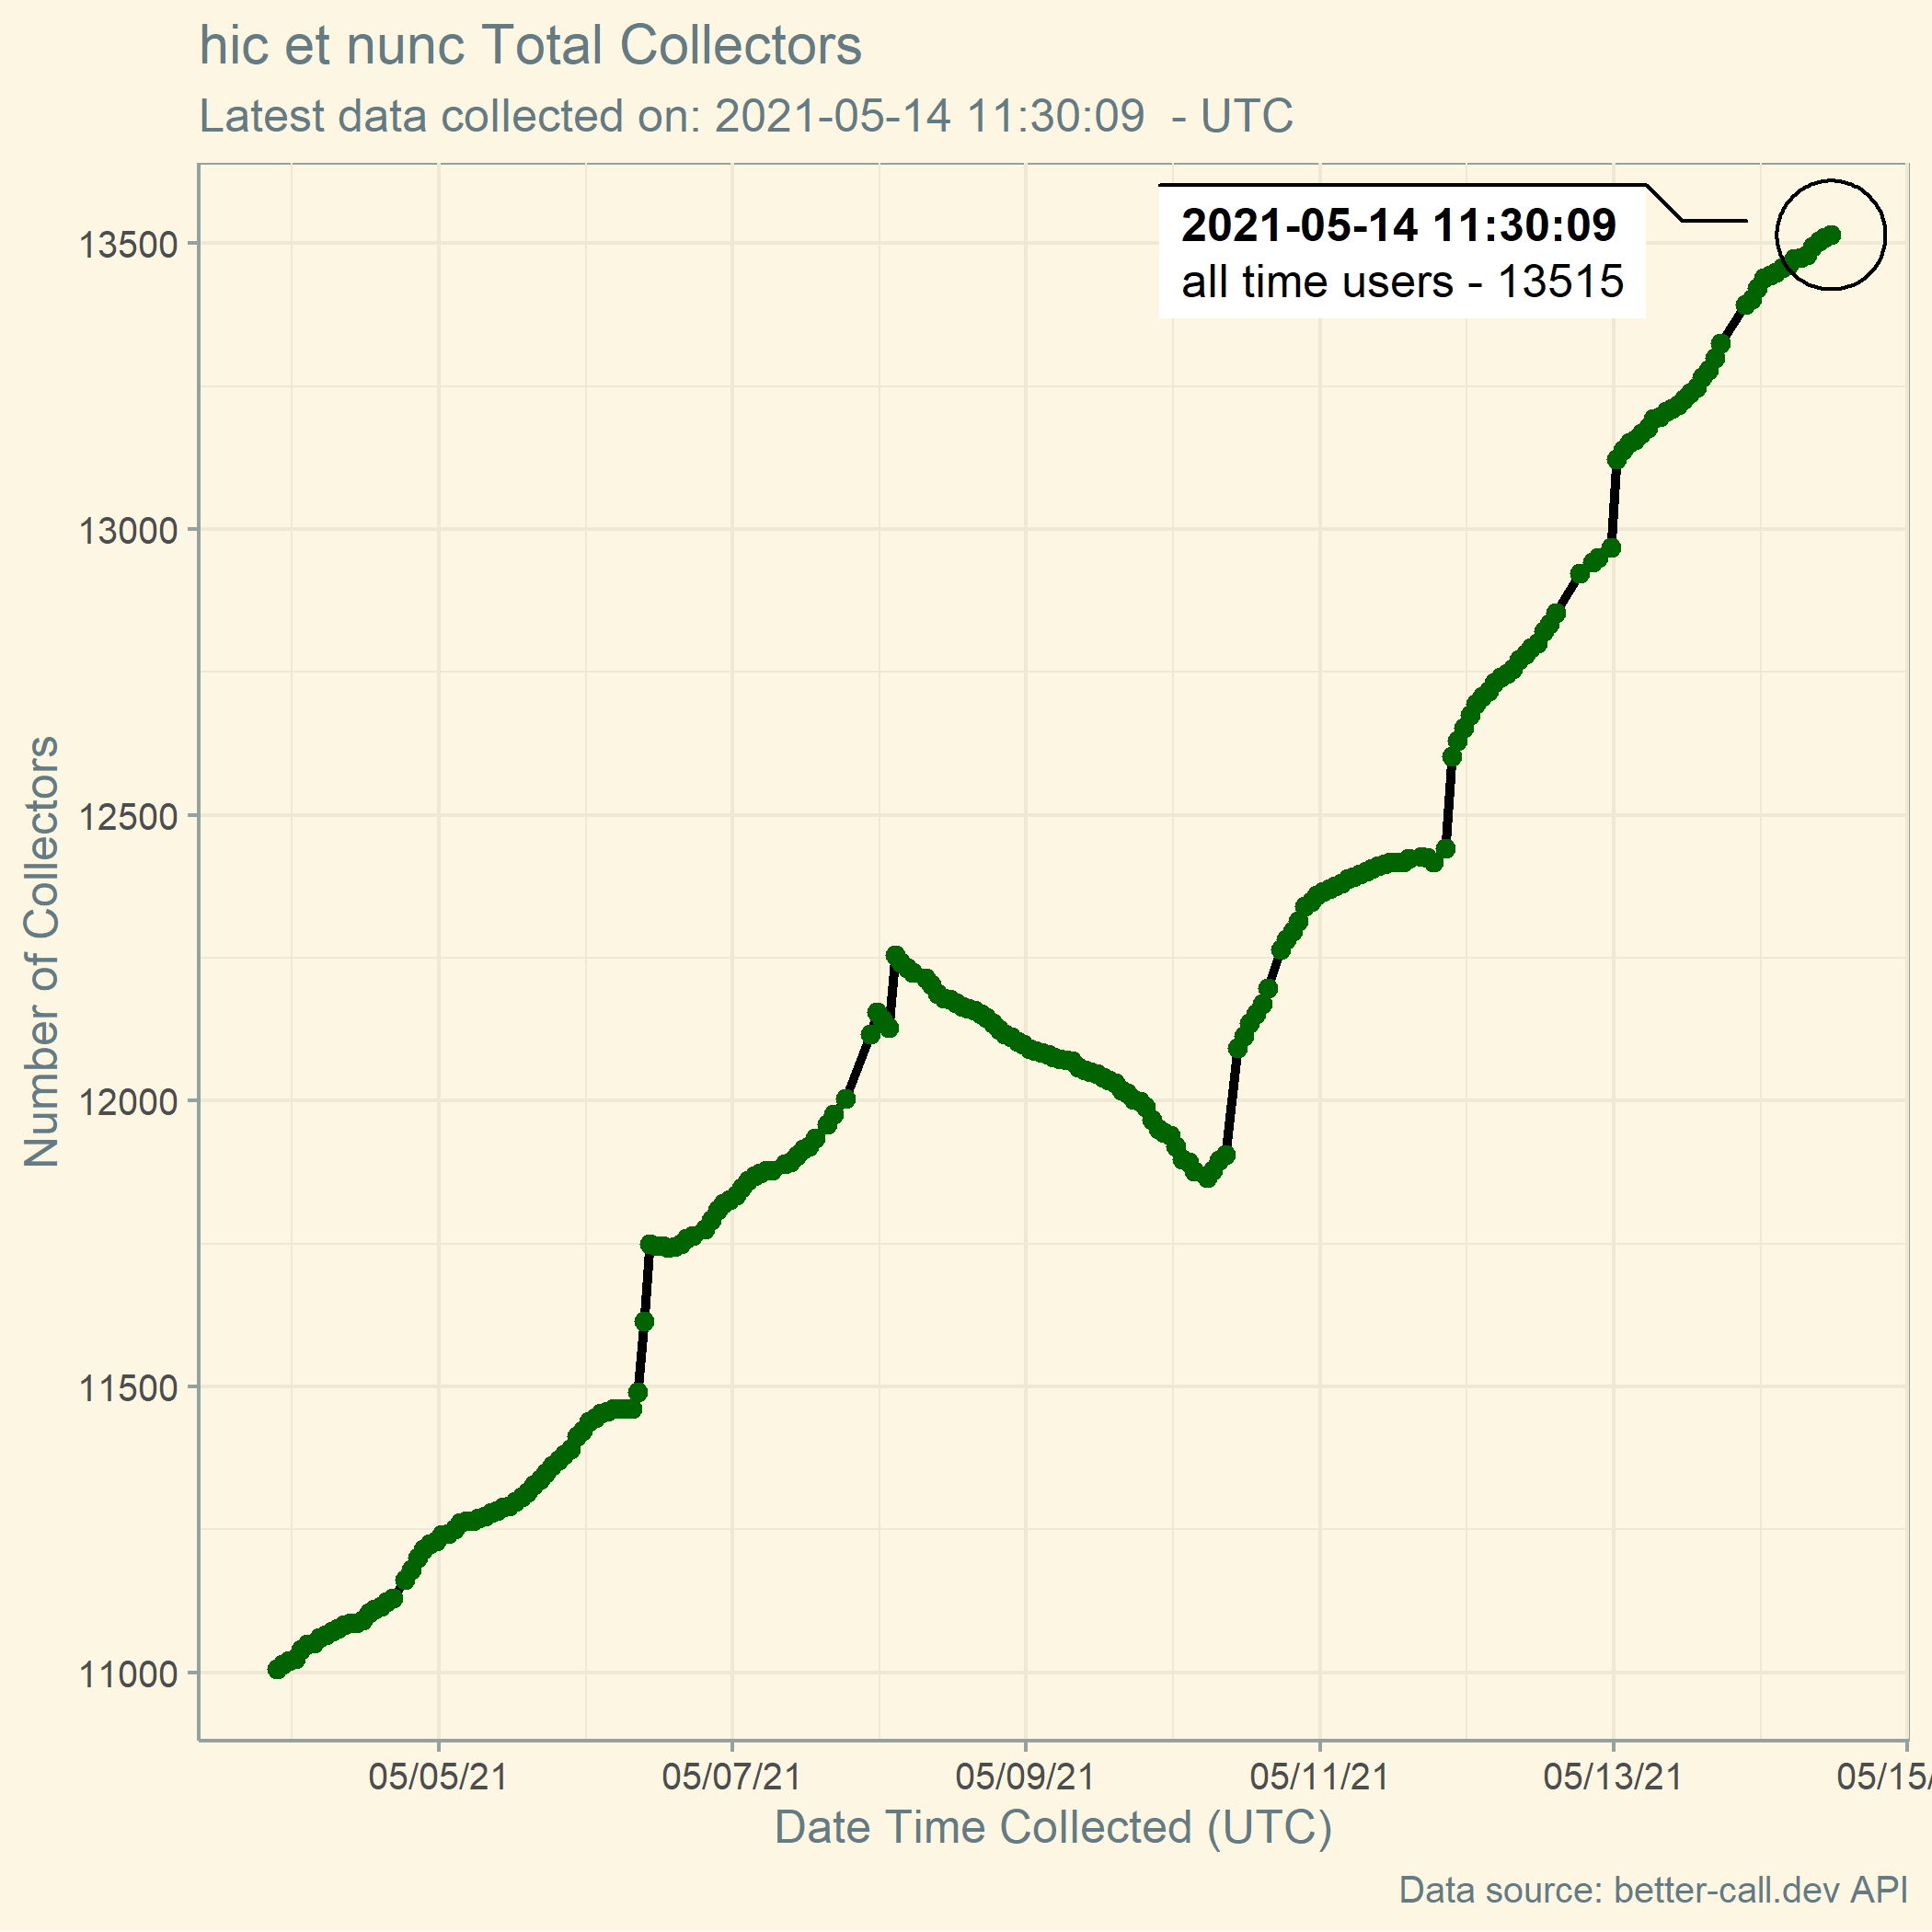 hic et nunc Total Collectors
Latest data collected on: 2021-05-14 11:30:09  - UTC
2021-05-14 11:30:09
all time users - 13515
Number of Collectors
13500
13000
12500
12000
11500
11000
05/05/21
05/07/21
05/09/21
05/11/21
05/13/21
05/15/
Date Time Collected (UTC)
Data source: better-call.dev API